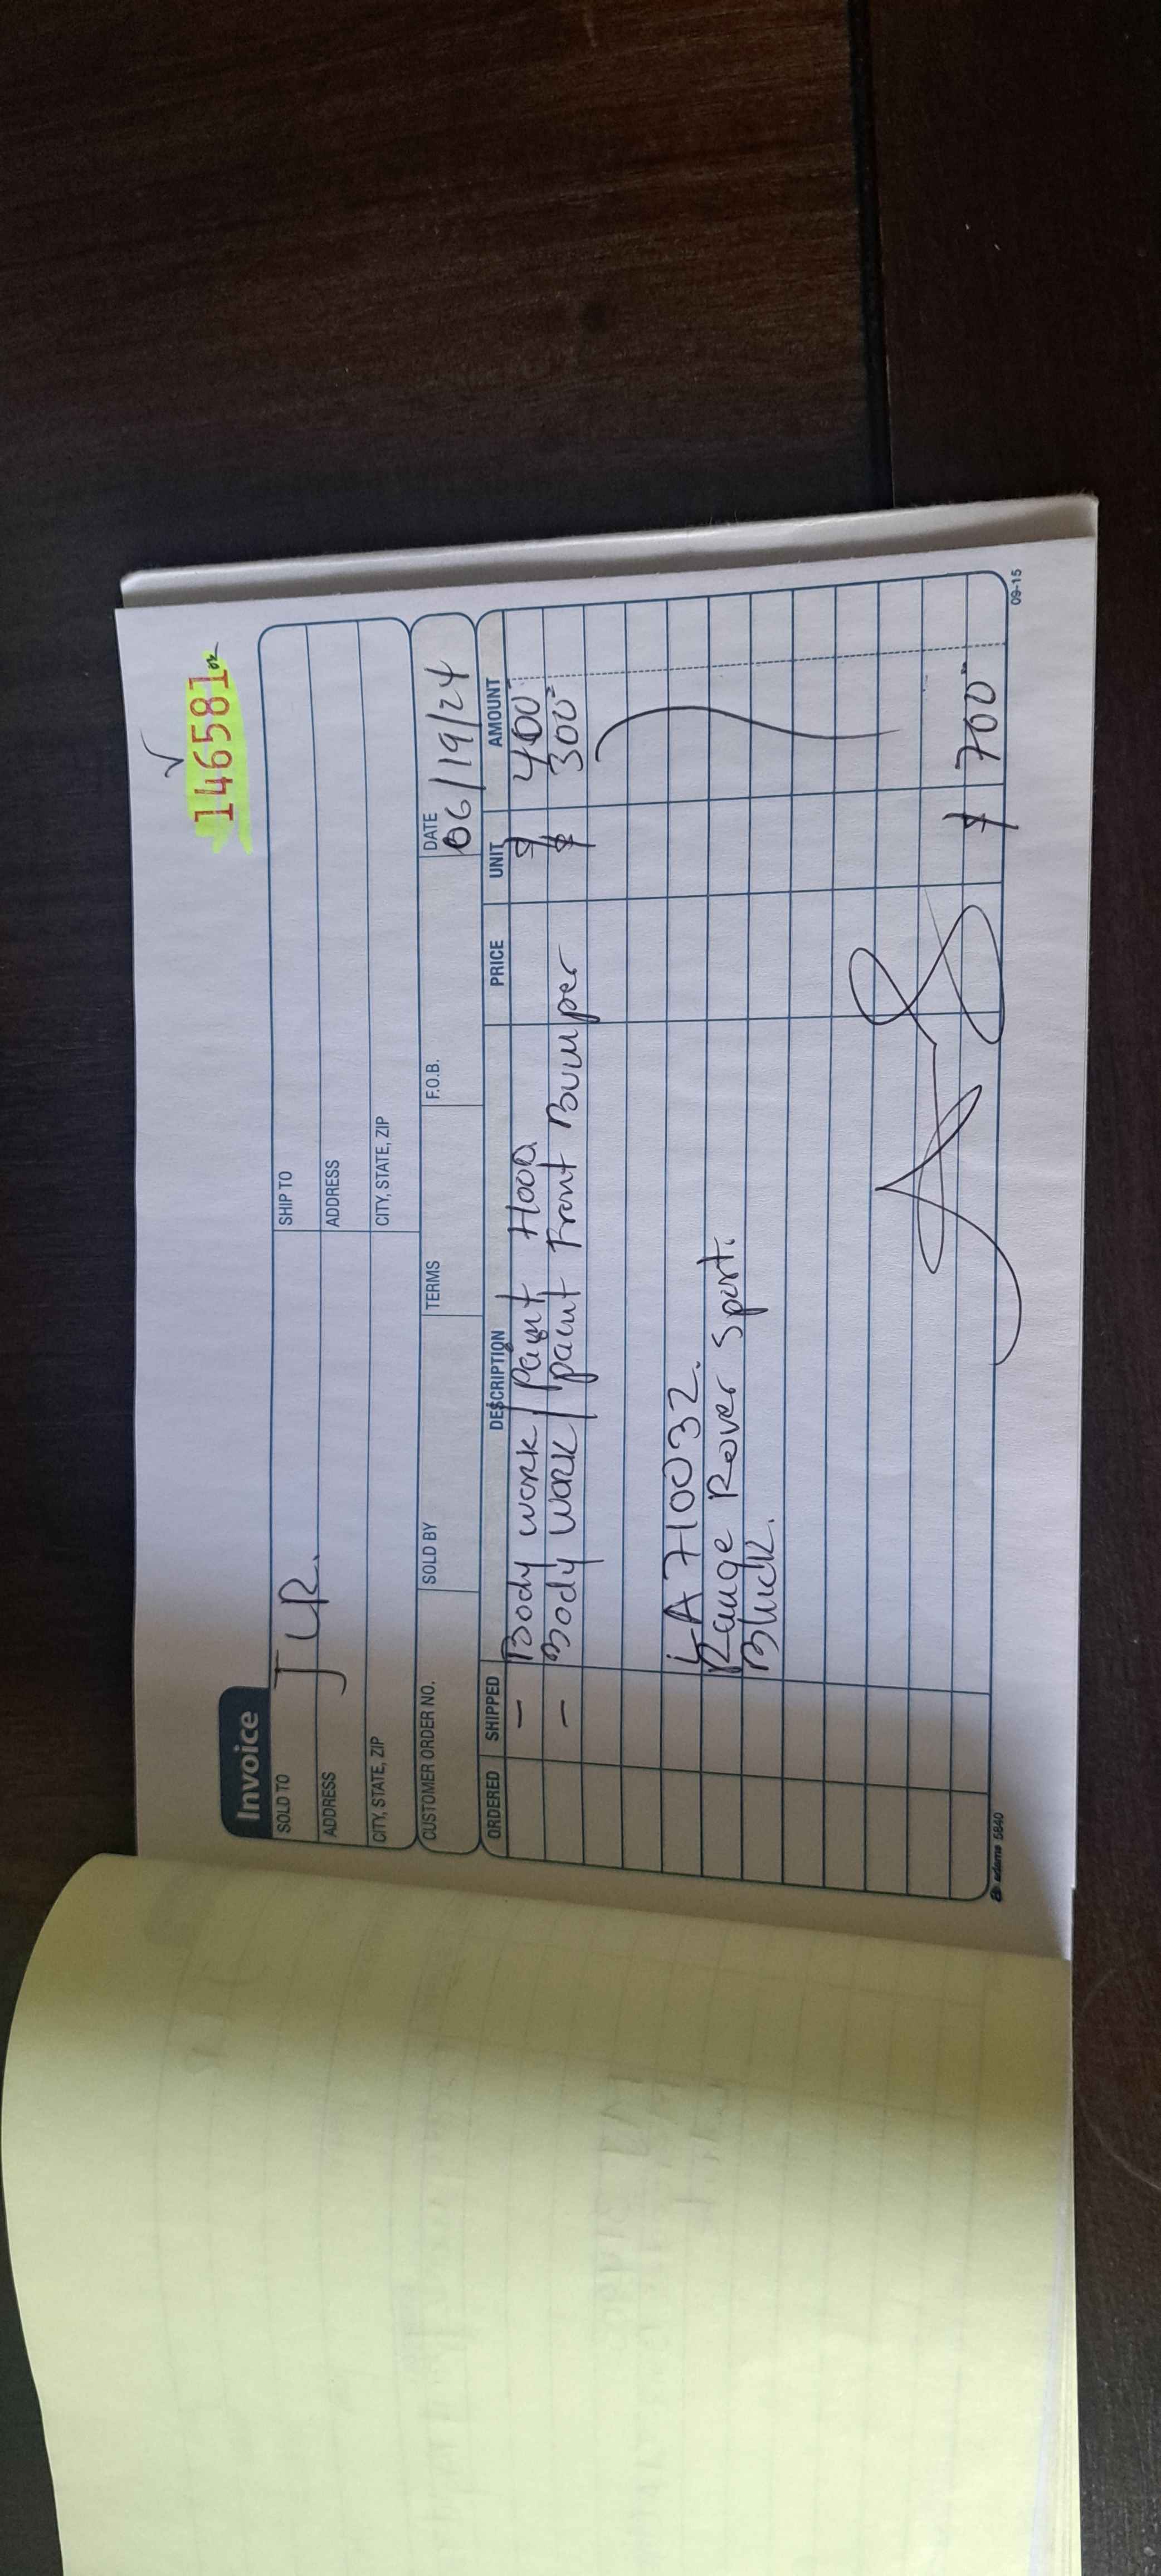 146581
Invoice
SOLD TO JLR.
SHIP TO
ADDRESS
ADDRESS
CITY, STATE, ZIP
CITY, STATE, ZIP
CUSTOMER ORDER NO. SOLD BY TERMS F.O.B. DATE 06/19/24
ORDERED SHIPPED DESCRIPTION PRICE UNIT AMOUNT
– Body work/Paint Hood $ 400
– Body work/paint Front Bumper $ 300
LA710032.
Range Rover Sport.
Black.
$ 700
adams 5840
09-15